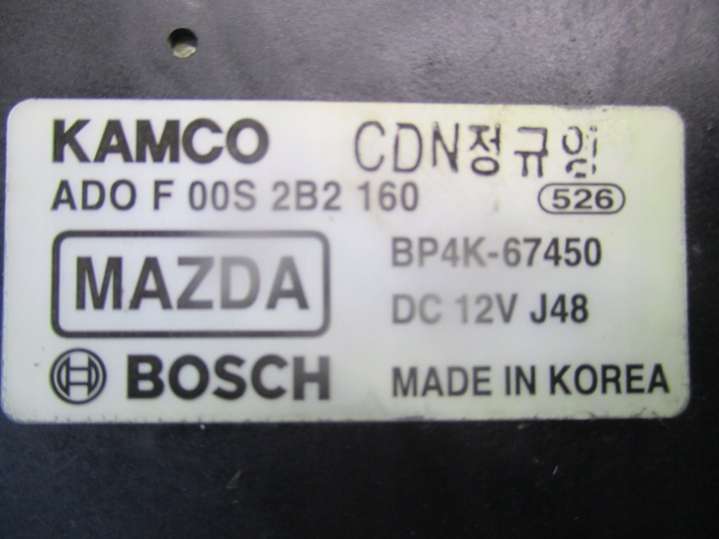 KAMCO CDN정규임
ADO F 00S 2B2 160 526
MAZDA BP4K-67450
DC 12V J48
BOSCH MADE IN KOREA